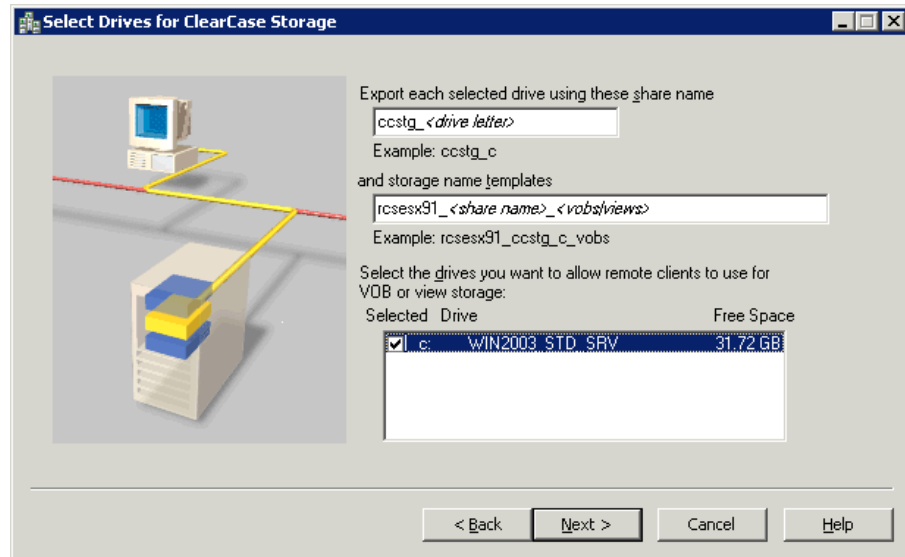 Select Drives for ClearCase Storage
Export each selected drive using these share name
ccstg_<drive letter>
Example: ccstg_c
and storage name templates
rcsesx91_<share name>_<vobs|views>
Example: rcsesx91_ccstg_c_vobs
Select the drives you want to allow remote clients to use for
VOB or view storage:
Selected Drive Free Space
c: WIN2003_STD_SRV 31.72 GB
< Back Next > Cancel Help